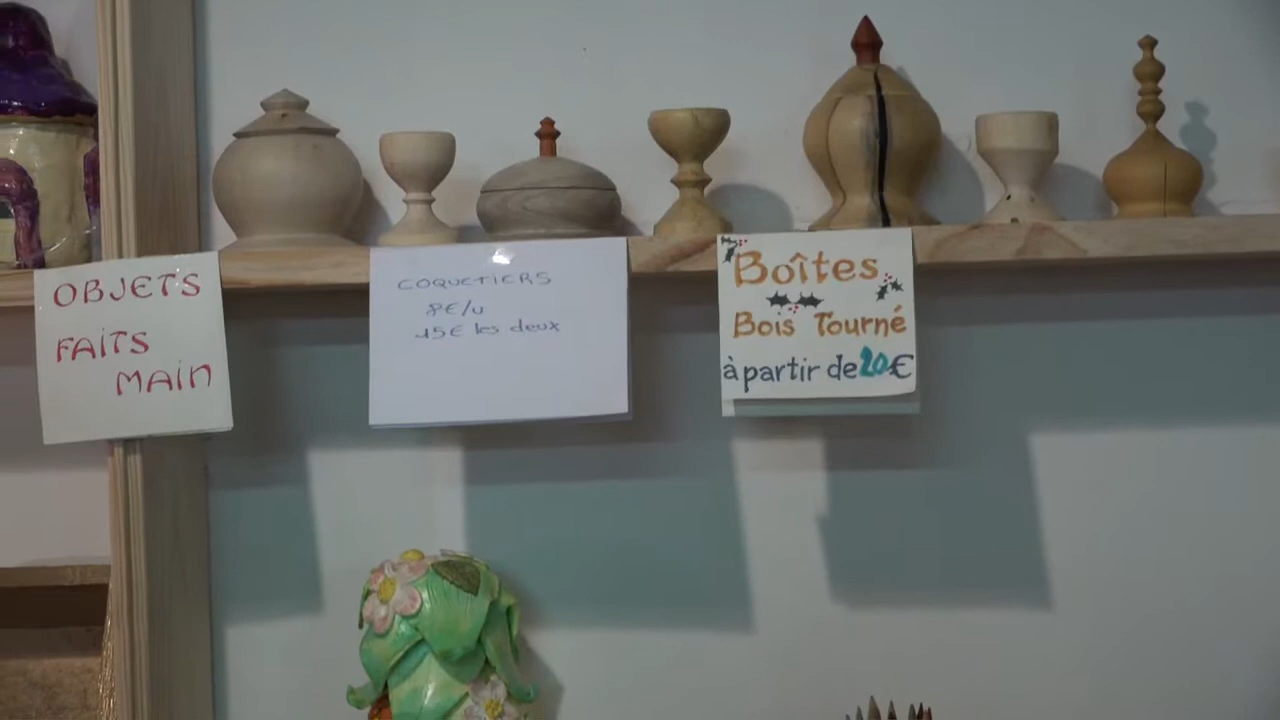 OBJETS
FAITS
MAIN
COQUETIERS
8€/u
15€ les deux
Boîtes
Bois Tourné
à partir de 20€